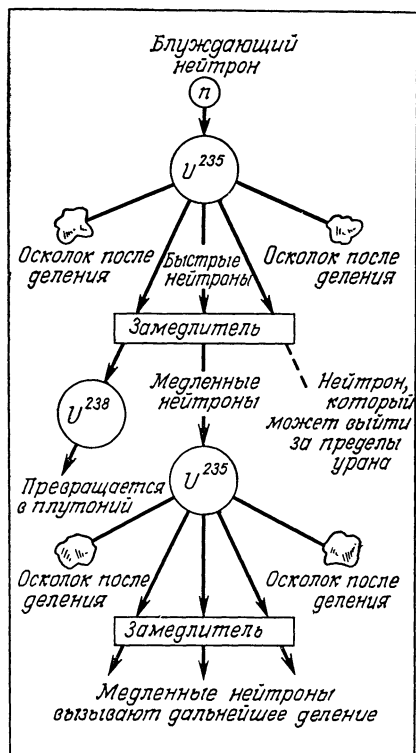 Блуждающий
нейтрон
n
U²³⁵
Осколок после
деления
Быстрые
нейтроны
Осколок после
деления
Замедлитель
Медленные
нейтроны
Нейтрон,
который
может выйти
за пределы
урана
U²³⁸
Превращается
в плутоний
U²³⁵
Осколок после
деления
Осколок после
деления
Замедлитель
Медленные нейтроны
вызывают дальнейшее деление